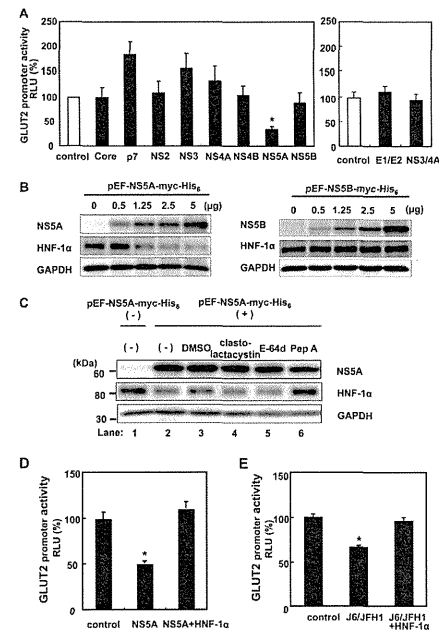 A
GLUT2 promoter activity
RLU (%)
250
200
150
100
50
0
control Core p7 NS2 NS3 NS4A NS4B NS5A NS5B
*
250
200
150
100
50
0
control E1/E2 NS3/4A
B
pEF-NS5A-myc-His6
0 0.5 1.25 2.5 5 (μg)
NS5A
HNF-1α
GAPDH
pEF-NS5B-myc-His6
0 0.5 1.25 2.5 5 (μg)
NS5B
HNF-1α
GAPDH
C
pEF-NS5A-myc-His6
(-)
pEF-NS5A-myc-His6
(+)
(-) (-) DMSO clasto-lactacystin E-64d Pep A
(kDa)
60
80
30
NS5A
HNF-1α
GAPDH
Lane: 1 2 3 4 5 6
D
GLUT2 promoter activity
RLU (%)
150
100
50
0
*
control NS5A NS5A+HNF-1α
E
GLUT2 promoter activity
RLU (%)
150
100
50
0
*
control J6/JFH1 J6/JFH1
+HNF-1α